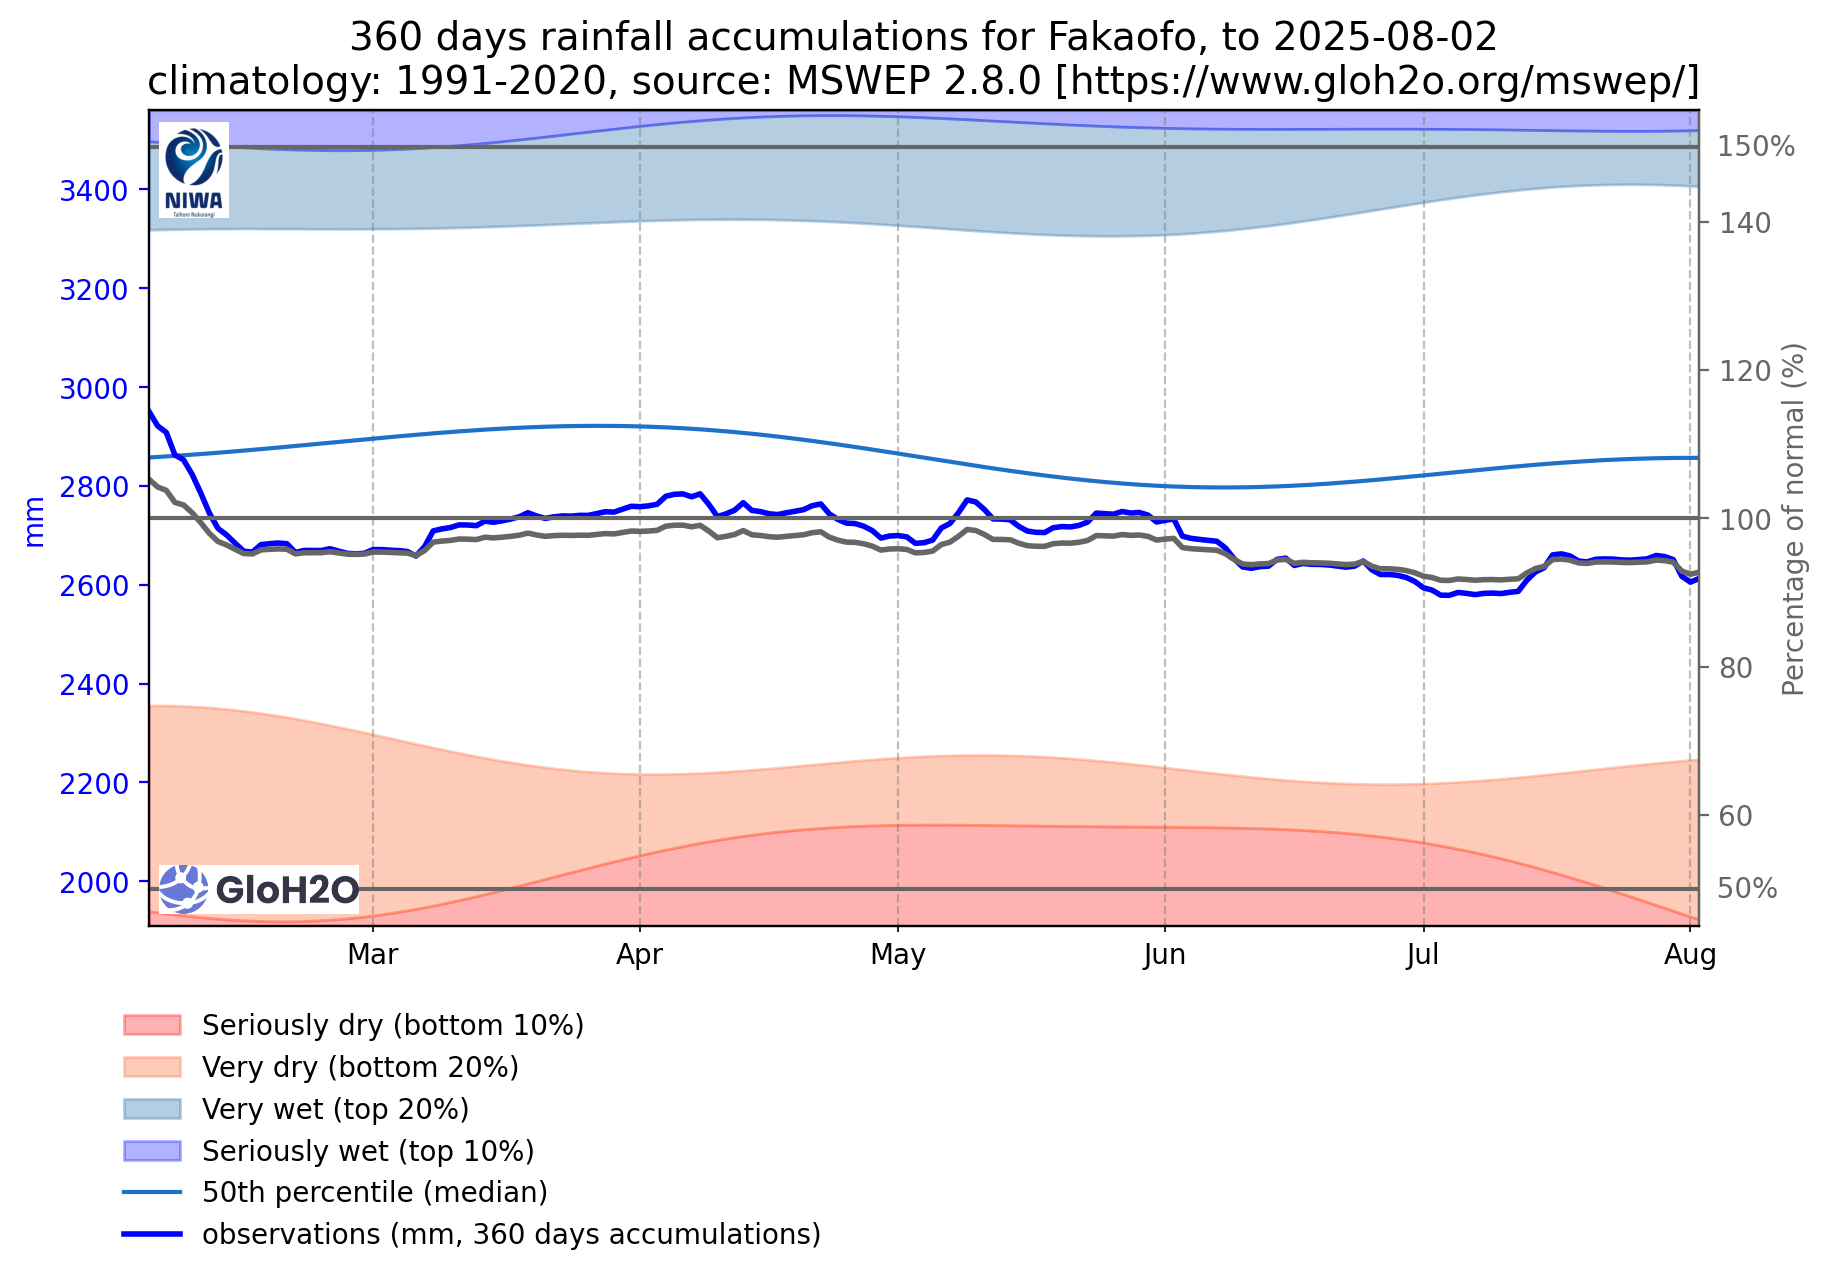 360 days rainfall accumulations for Fakaofo, to 2025-08-02
climatology: 1991-2020, source: MSWEP 2.8.0 [https://www.gloh2o.org/mswep/]
NIWA
Taihoro Nukurangi
3400
3200
3000
2800
2600
2400
2200
2000
mm
150%
140
120
100
80
60
50%
Percentage of normal (%)
GloH2O
Mar Apr May Jun Jul Aug
Seriously dry (bottom 10%)
Very dry (bottom 20%)
Very wet (top 20%)
Seriously wet (top 10%)
50th percentile (median)
observations (mm, 360 days accumulations)